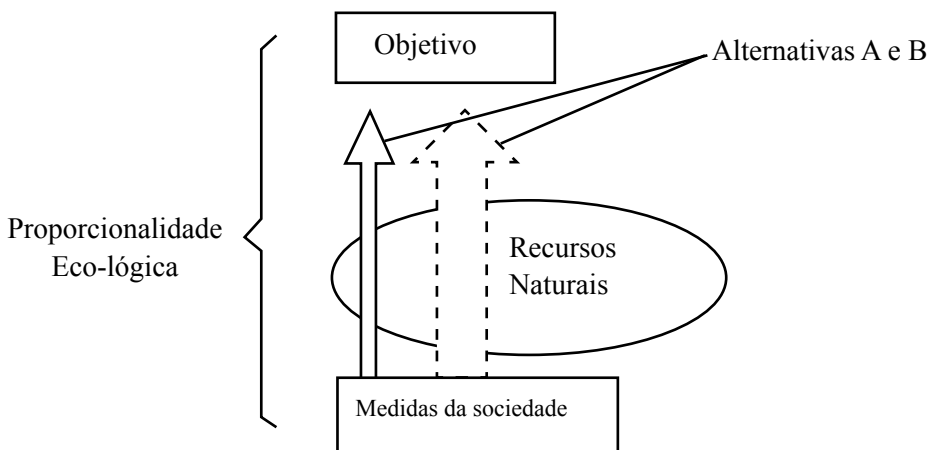 Objetivo
Alternativas A e B
Proporcionalidade
Eco-lógica
Recursos
Naturais
Medidas da sociedade